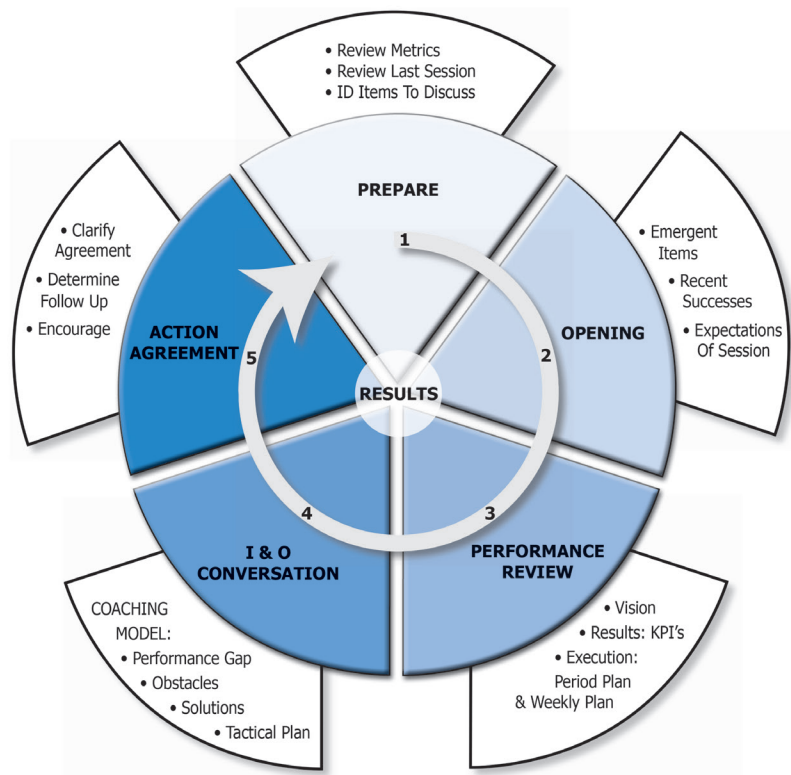 • Review Metrics
• Review Last Session
• ID Items To Discuss
PREPARE
1
• Emergent
Items
• Recent
Successes
• Expectations
Of Session
OPENING
2
PERFORMANCE
REVIEW
3
• Vision
• Results: KPI's
• Execution:
Period Plan
& Weekly Plan
I & O
CONVERSATION
4
COACHING
MODEL:
• Performance Gap
• Obstacles
• Solutions
• Tactical Plan
ACTION
AGREEMENT
5
• Clarify
Agreement
• Determine
Follow Up
• Encourage
RESULTS